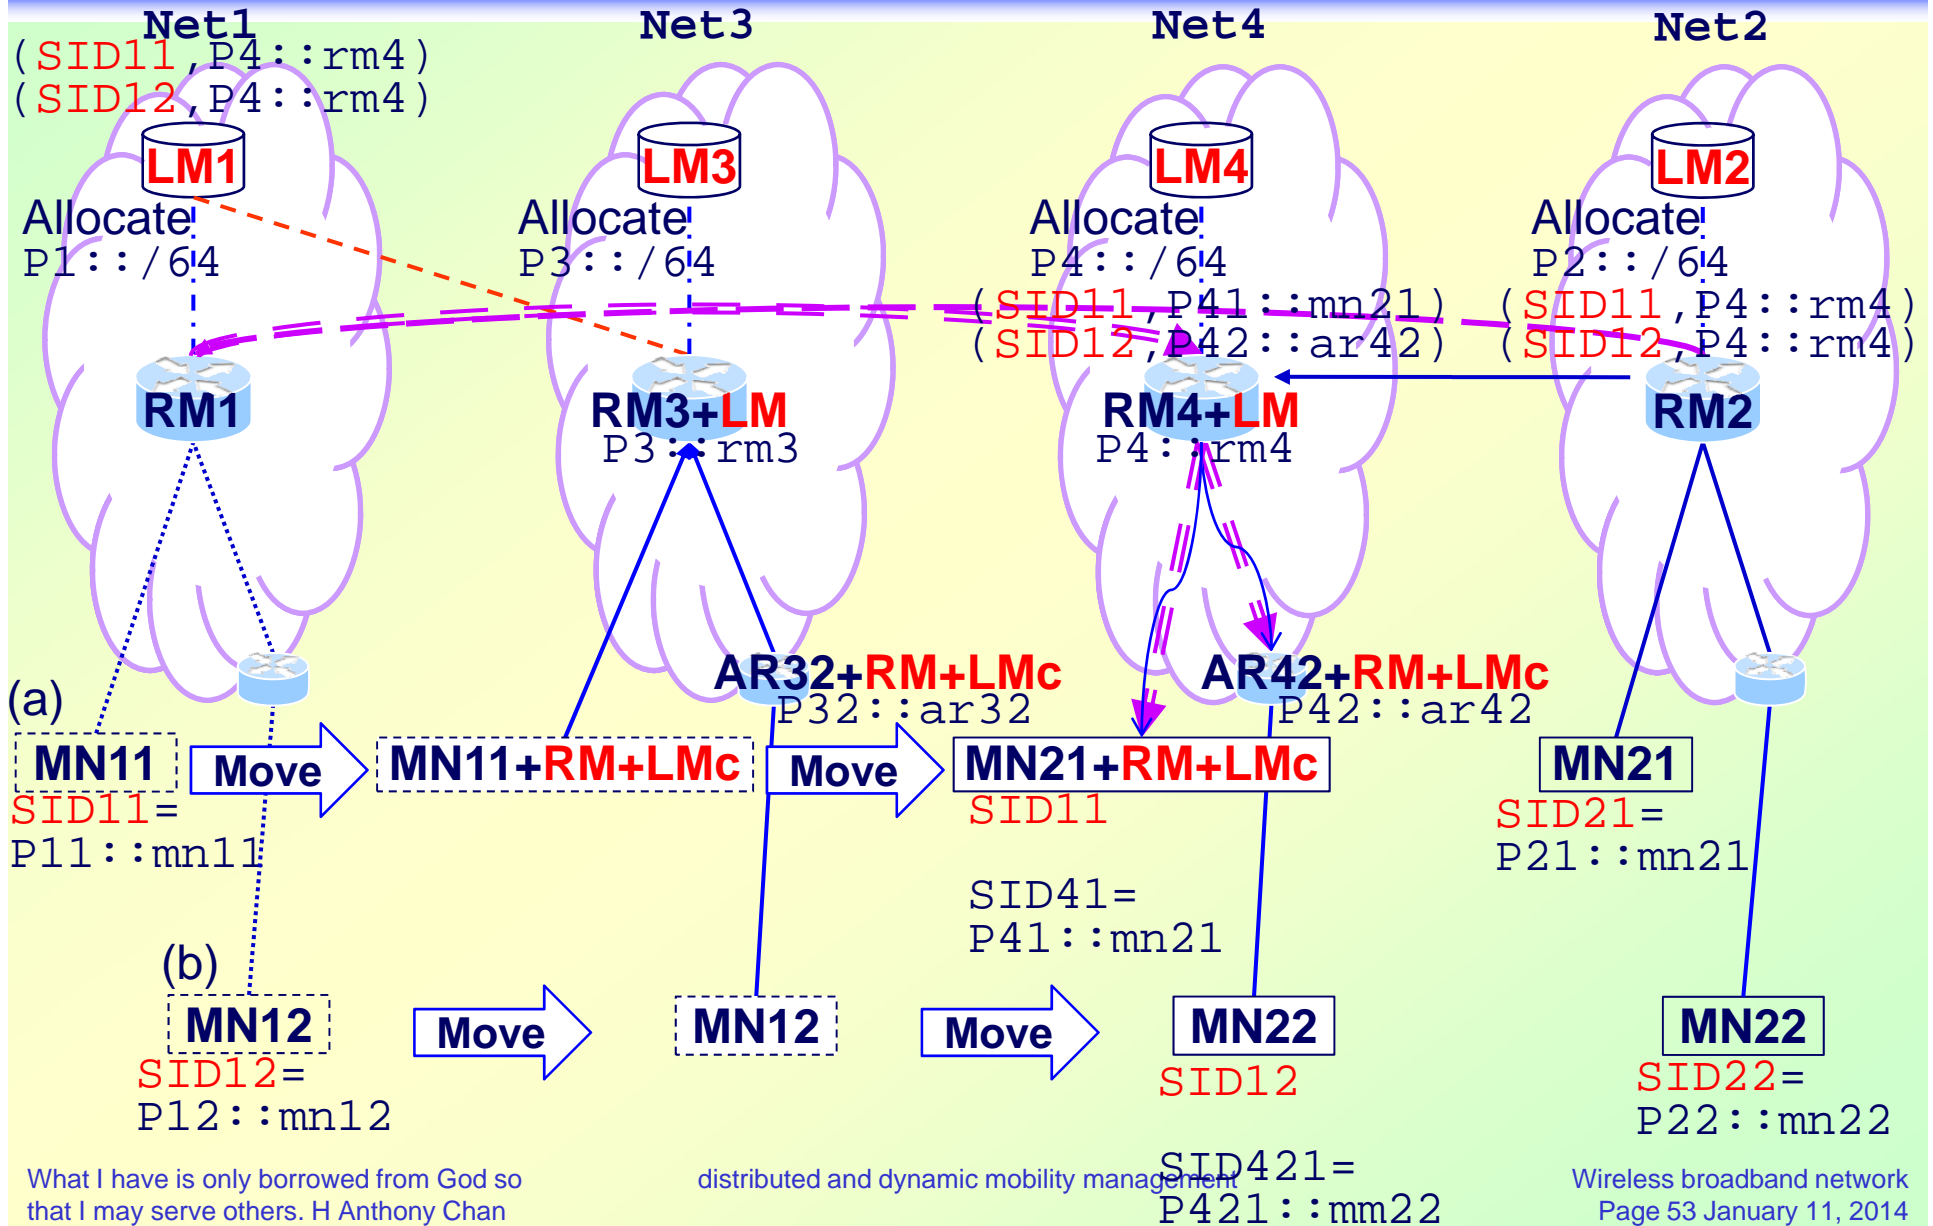 Net1
Net3
Net4
Net2
(SID11,P4::rm4)
(SID12,P4::rm4)
LM1
LM3
LM4
LM2
Allocate
P1::/64
Allocate
P3::/64
Allocate
P4::/64
Allocate
P2::/64
(SID11,P41::mn21)
(SID12,P42::ar42)
(SID11,P4::rm4)
(SID12,P4::rm4)
RM1
RM3+LM
P3::rm3
RM4+LM
P4::rm4
RM2
AR32+RM+LMc
P32::ar32
AR42+RM+LMc
P42::ar42
(a)
MN11
Move
MN11+RM+LMc
Move
MN21+RM+LMc
MN21
SID11=
P11::mn11
SID11
SID41=
P41::mn21
SID21=
P21::mn21
(b)
MN12
Move
MN12
Move
MN22
MN22
SID12=
P12::mn12
SID12
SID421=
P421::mm22
SID22=
P22::mn22
What I have is only borrowed from God so
that I may serve others. H Anthony Chan
distributed and dynamic mobility management
Wireless broadband network
Page 53 January 11, 2014